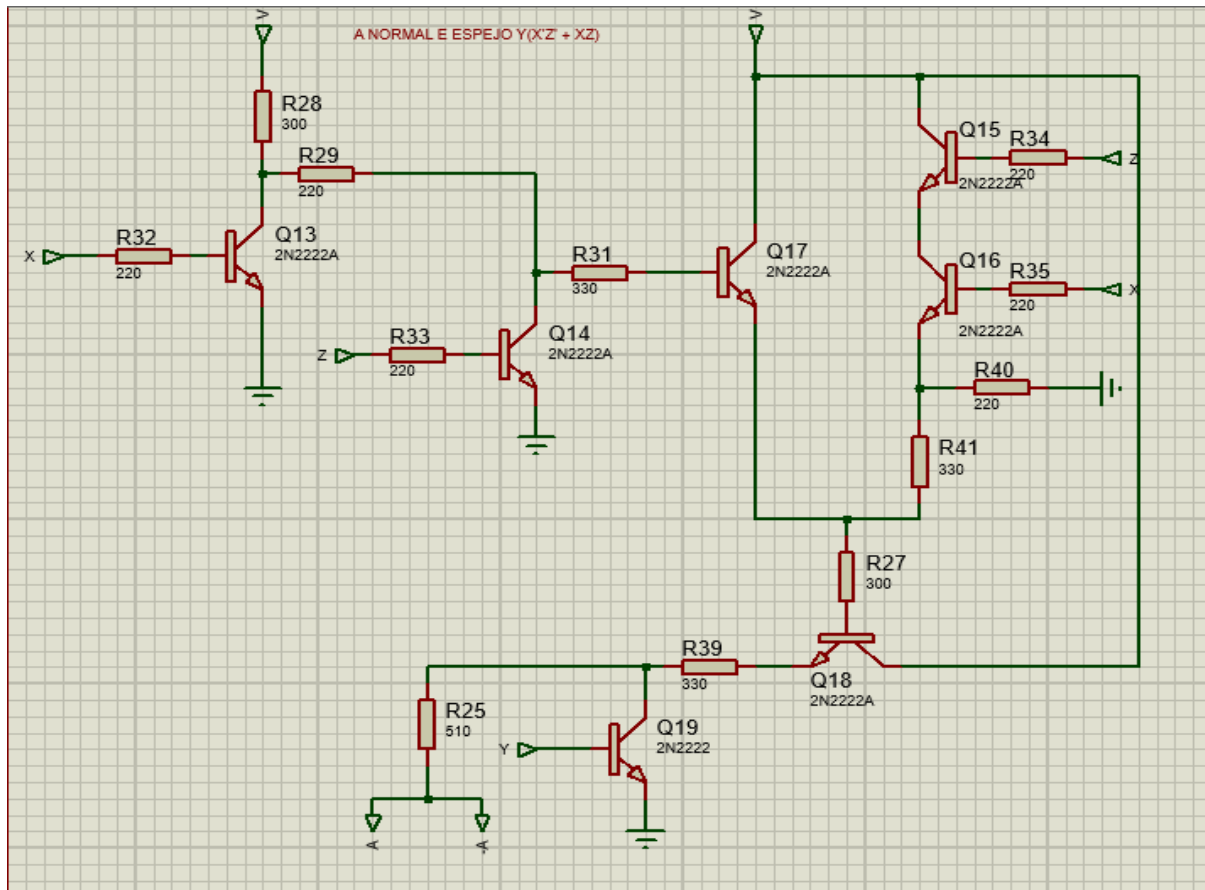 V
A NORMAL E ESPEJO Y(X'Z' + XZ)
V
R28
300
R29
220
X
R32
220
Q13
2N2222A
Z
R33
220
Q14
2N2222A
R31
330
Q17
2N2222A
Q15
2N2222A
R34
220
Z
Q16
2N2222A
R35
220
X
R40
220
R41
330
R27
300
R39
330
Q18
2N2222A
R25
510
Y
Q19
2N2222
A
-A